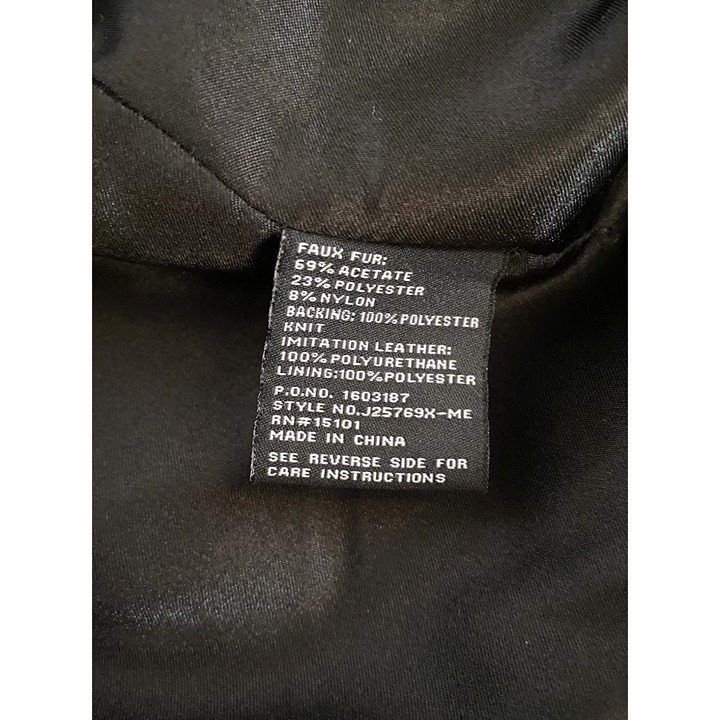 FAUX FUR:
69% ACETATE
23% POLYESTER
8% NYLON
BACKING: 100% POLYESTER
KNIT
IMITATION LEATHER:
100% POLYURETHANE
LINING:100% POLYESTER
P.O.NO. 1603187
STYLE NO.J25769X-ME
RN#15101
MADE IN CHINA
SEE REVERSE SIDE FOR
CARE INSTRUCTIONS